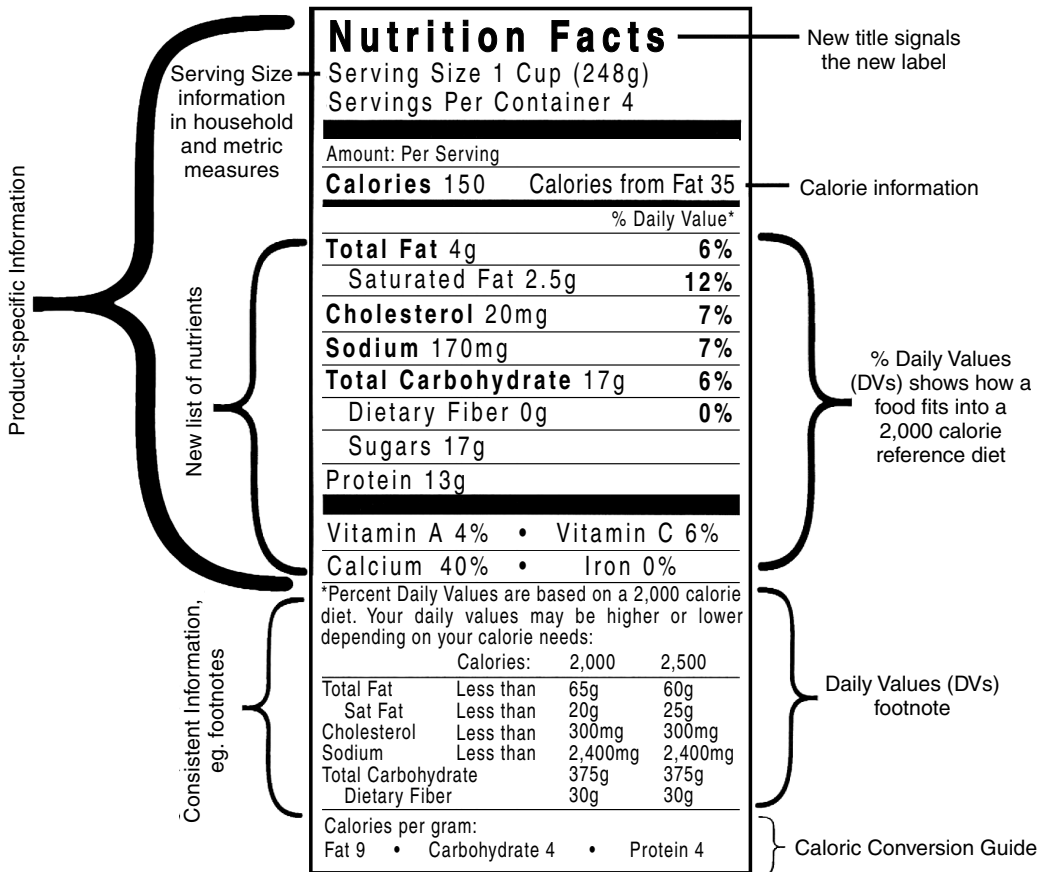 Nutrition Facts
New title signals
the new label
Serving Size
information
in household
and metric
measures
Serving Size 1 Cup (248g)
Servings Per Container 4
Amount: Per Serving
Calories 150 Calories from Fat 35
Calorie information
% Daily Value*
Total Fat 4g 6%
Saturated Fat 2.5g 12%
Cholesterol 20mg 7%
Sodium 170mg 7%
Total Carbohydrate 17g 6%
Dietary Fiber 0g 0%
Sugars 17g
Protein 13g
Vitamin A 4% • Vitamin C 6%
Calcium 40% • Iron 0%
Product-specific Information
New list of nutrients
% Daily Values
(DVs) shows how a
food fits into a
2,000 calorie
reference diet
*Percent Daily Values are based on a 2,000 calorie
diet. Your daily values may be higher or lower
depending on your calorie needs:
Calories: 2,000 2,500
Total Fat Less than 65g 60g
Sat Fat Less than 20g 25g
Cholesterol Less than 300mg 300mg
Sodium Less than 2,400mg 2,400mg
Total Carbohydrate 375g 375g
Dietary Fiber 30g 30g
Consistent Information,
eg. footnotes
Daily Values (DVs)
footnote
Calories per gram:
Fat 9 • Carbohydrate 4 • Protein 4
Caloric Conversion Guide